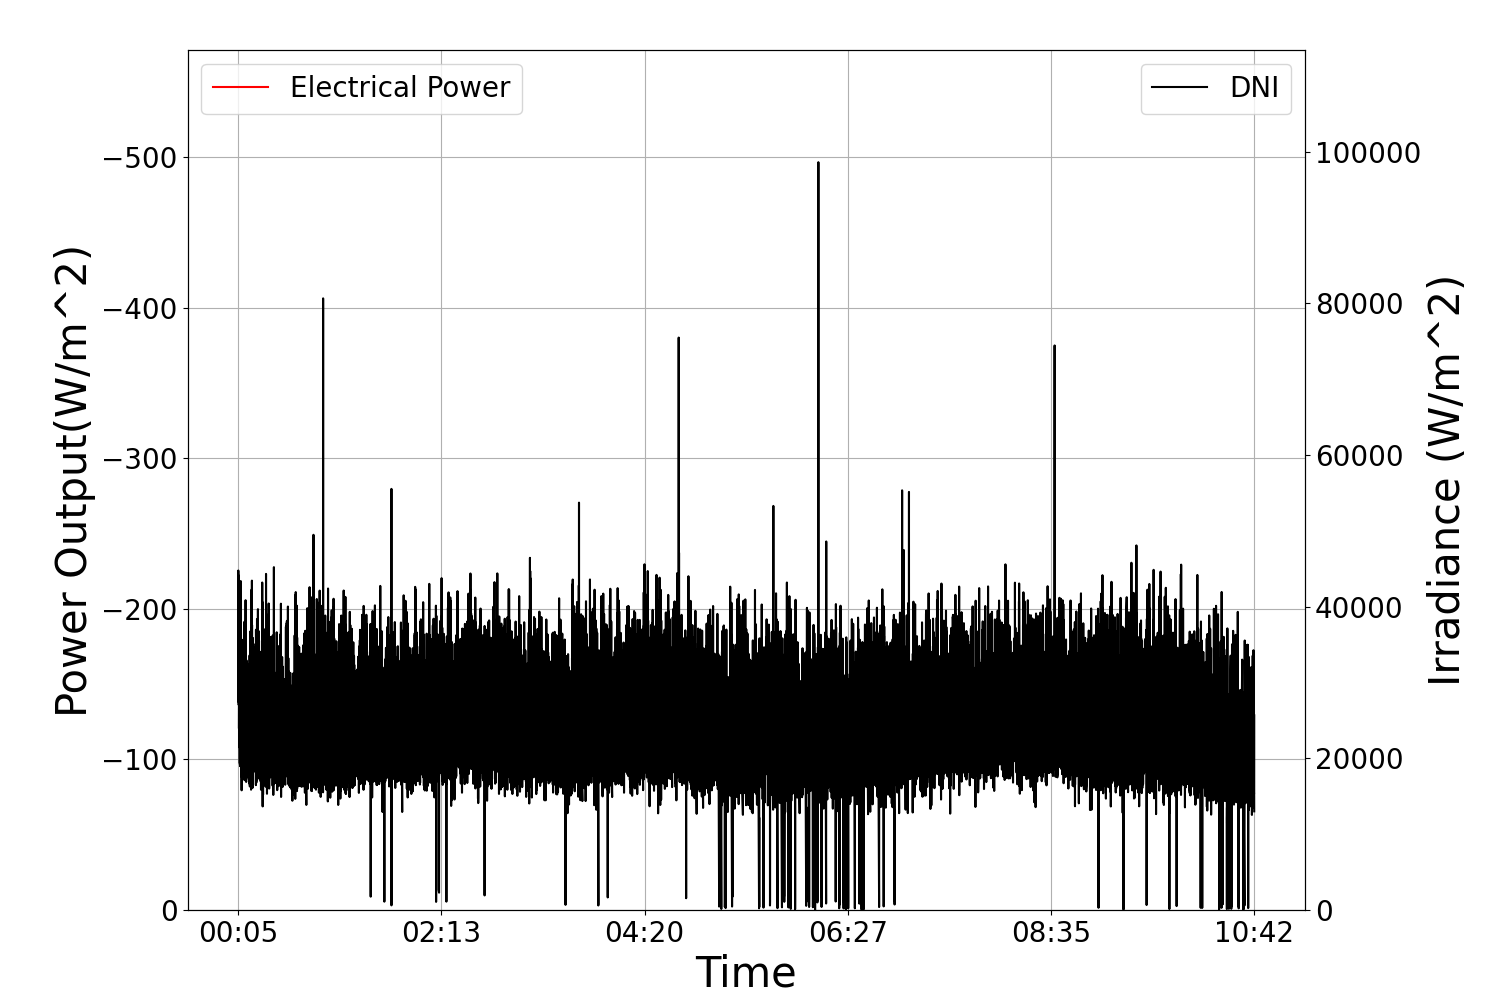 Electrical Power
DNI
−500
−400
−300
−200
−100
0
Power Output(W/m^2)
100000
80000
60000
40000
20000
0
Irradiance (W/m^2)
00:05 02:13 04:20 06:27 08:35 10:42
Time